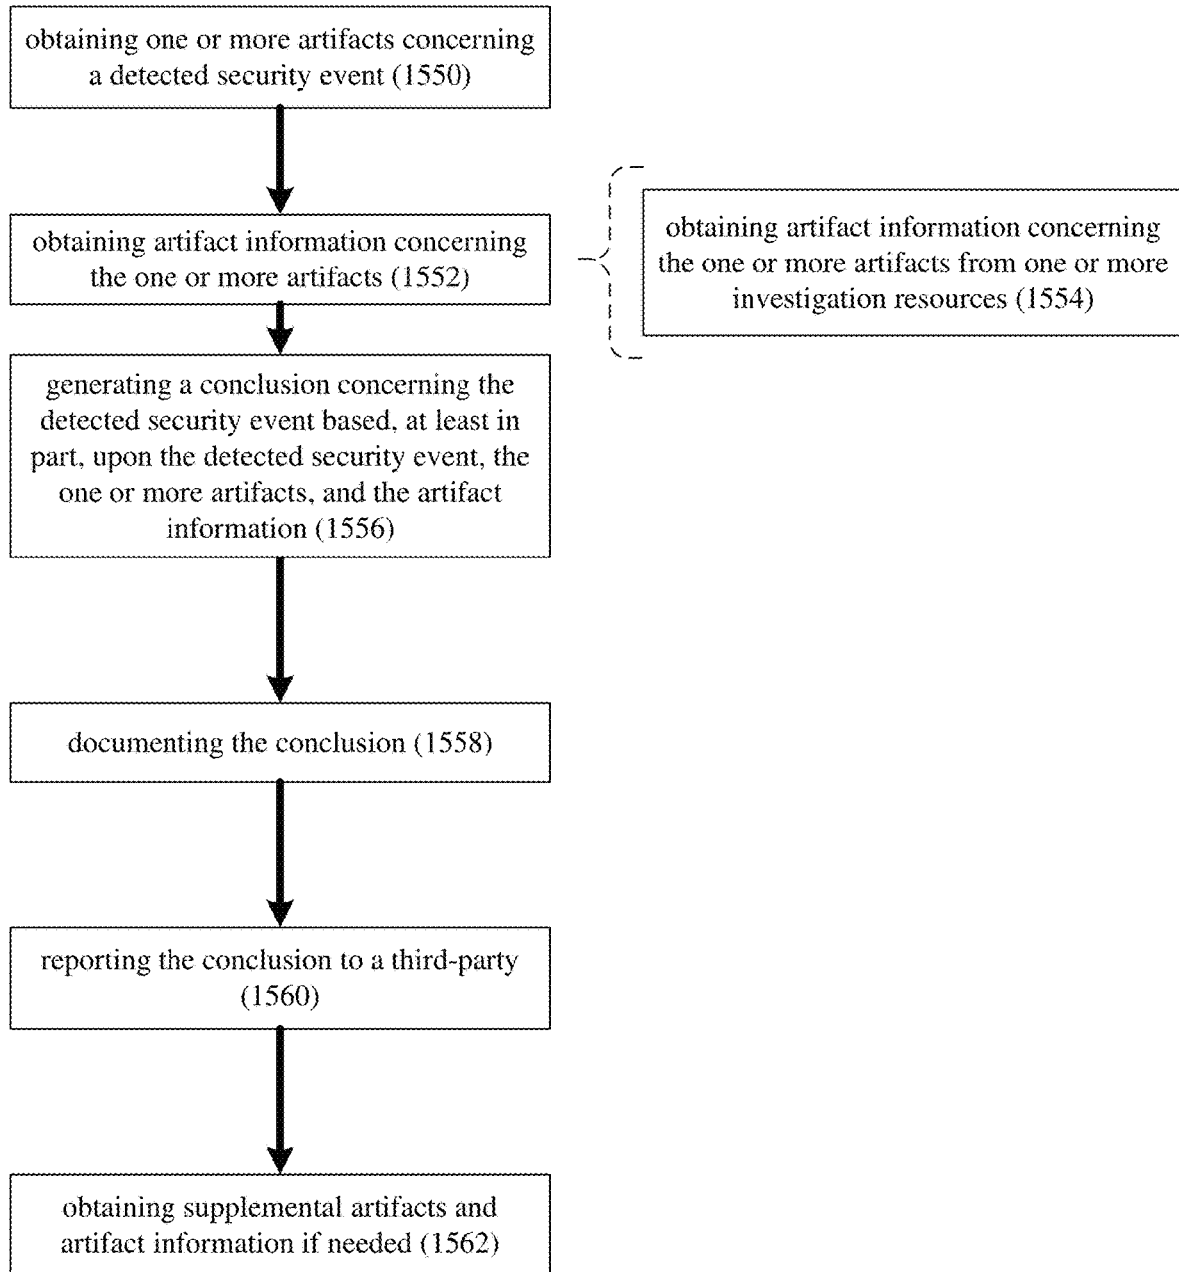 obtaining one or more artifacts concerning
a detected security event (1550)
obtaining artifact information concerning
the one or more artifacts (1552)
obtaining artifact information concerning
the one or more artifacts from one or more
investigation resources (1554)
generating a conclusion concerning the
detected security event based, at least in
part, upon the detected security event, the
one or more artifacts, and the artifact
information (1556)
documenting the conclusion (1558)
reporting the conclusion to a third-party
(1560)
obtaining supplemental artifacts and
artifact information if needed (1562)